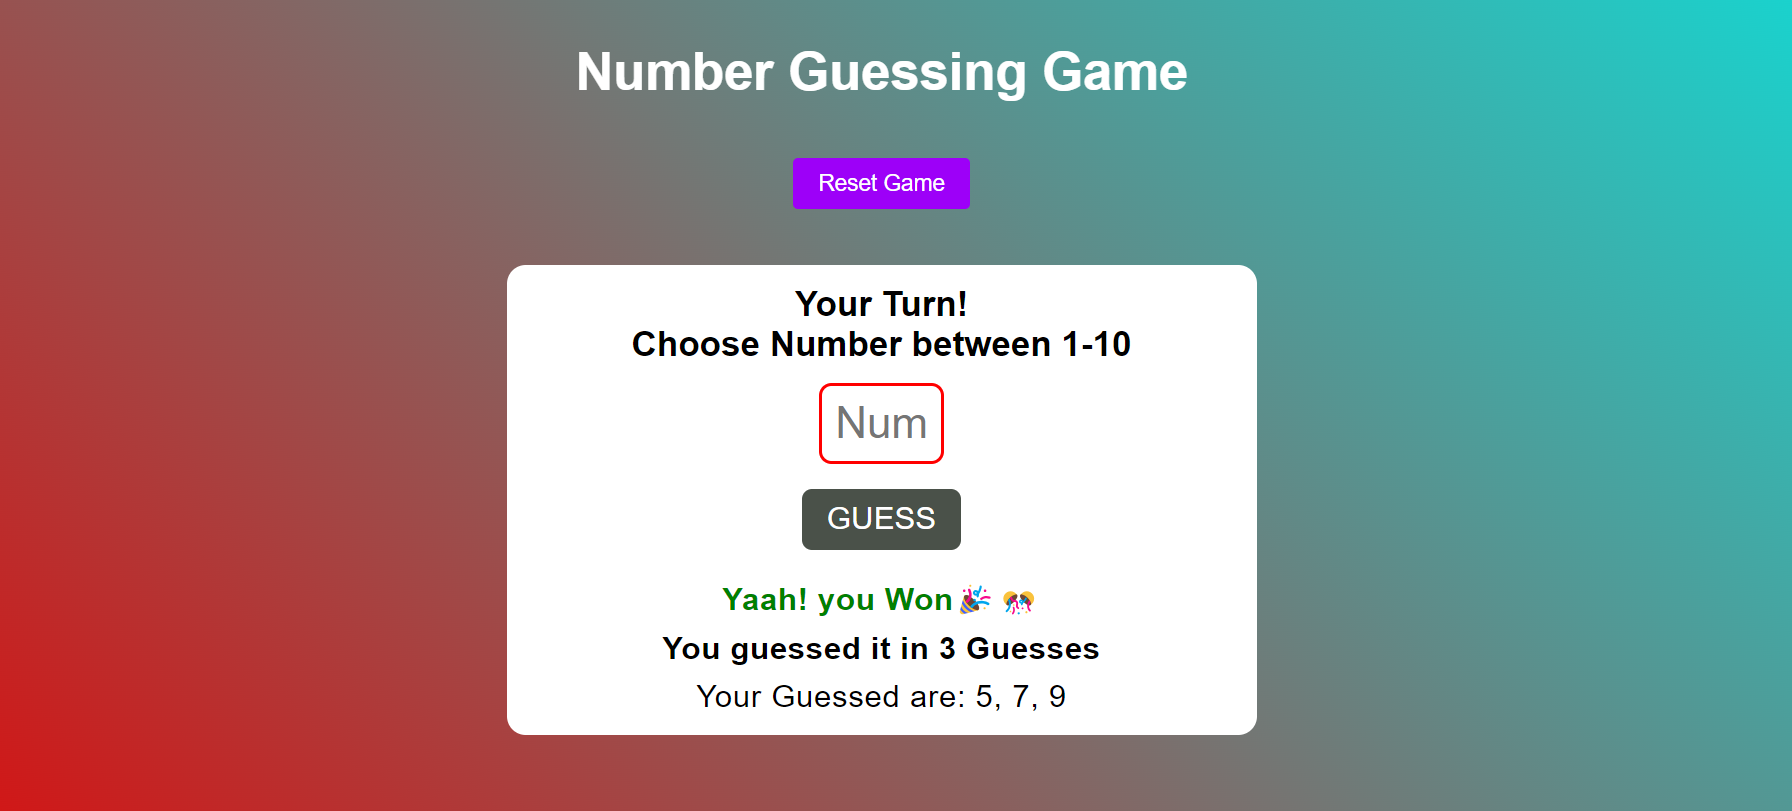 Number Guessing Game
Reset Game
Your Turn!
Choose Number between 1-10
Num
GUESS
Yaah! you Won🎉 🎊
You guessed it in 3 Guesses
Your Guessed are: 5, 7, 9